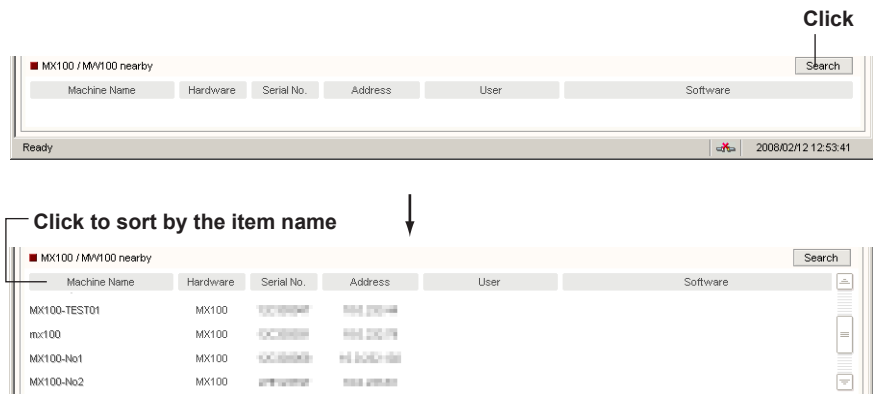 Click
MX100 / MW100 nearby Search
Machine Name Hardware Serial No. Address User Software
Ready 2008/02/12 12:53:41
Click to sort by the item name
MX100 / MW100 nearby Search
Machine Name Hardware Serial No. Address User Software
MX100-TEST01 MX100
mx100 MX100
MX100-No1 MX100
MX100-No2 MX100